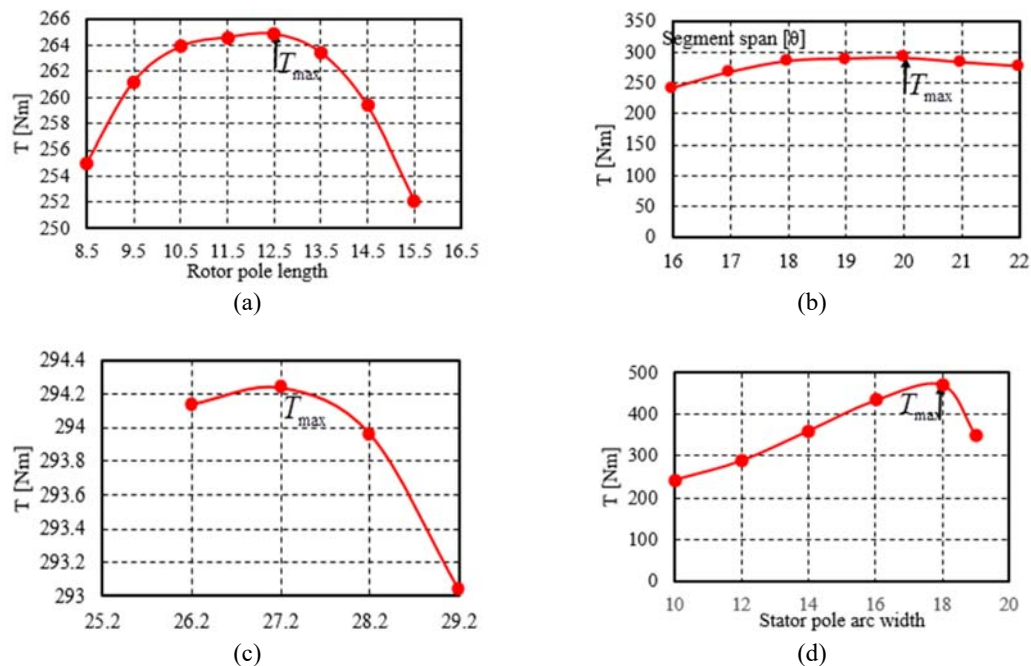 266
264
262
260
258
256
254
252
250
T [Nm]
T max
8.5 9.5 10.5 11.5 12.5 13.5 14.5 15.5 16.5
Rotor pole length
(a)
350
300
250
200
150
100
50
0
T [Nm]
Segment span [θ]
T max
16 17 18 19 20 21 22
(b)
294.4
294.2
294
293.8
293.6
293.4
293.2
293
T [Nm]
T max
25.2 26.2 27.2 28.2 29.2
(c)
500
400
300
200
100
0
T [Nm]
T max
10 12 14 16 18 20
Stator pole arc width
(d)